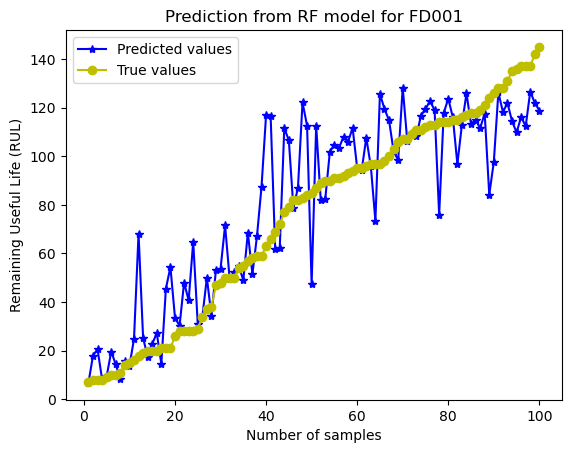 Prediction from RF model for FD001
Predicted values
True values
Remaining Useful Life (RUL)
140
120
100
80
60
40
20
0
0 20 40 60 80 100
Number of samples